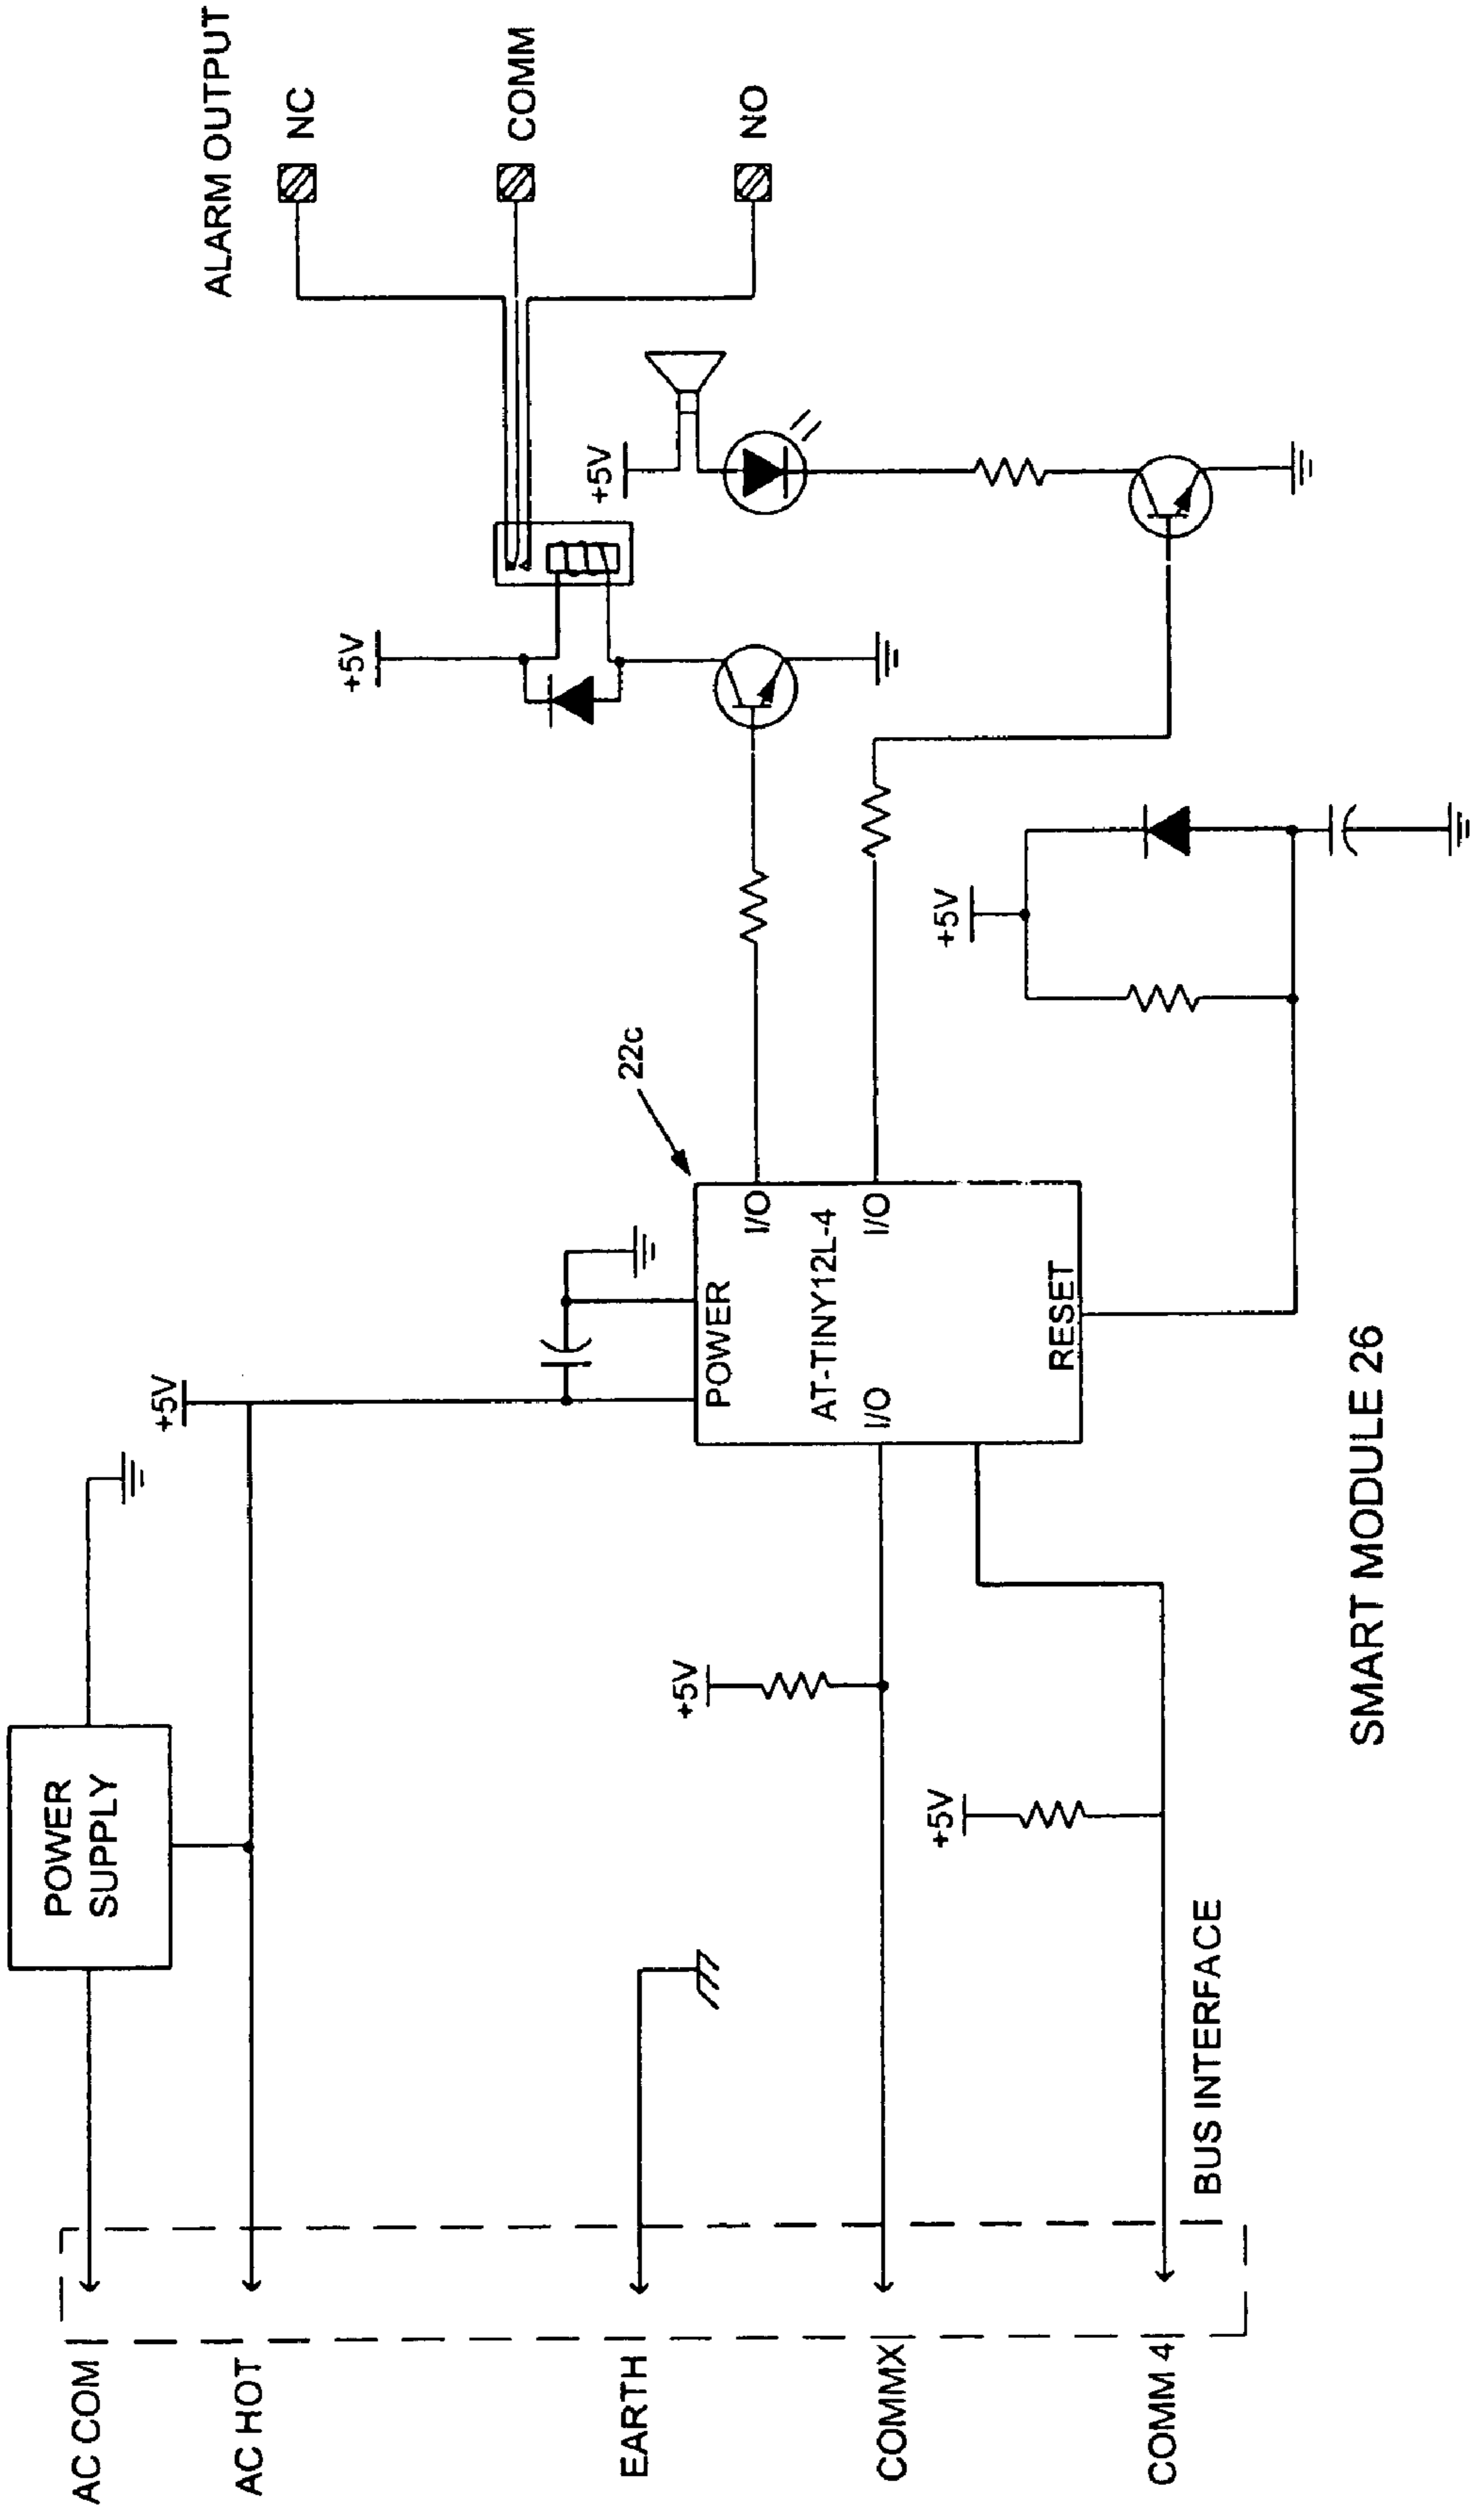 ALARM OUTPUT
NC
COMM
NO
+5V
+5V
+5V
22c
+5V
POWER
I/O
AT-TINY12L-4
I/O
I/O
RESET
POWER
SUPPLY
+5V
+5V
AC COM
AC HOT
EARTH
COMMX
COMM 4
BUS INTERFACE
SMART MODULE 26